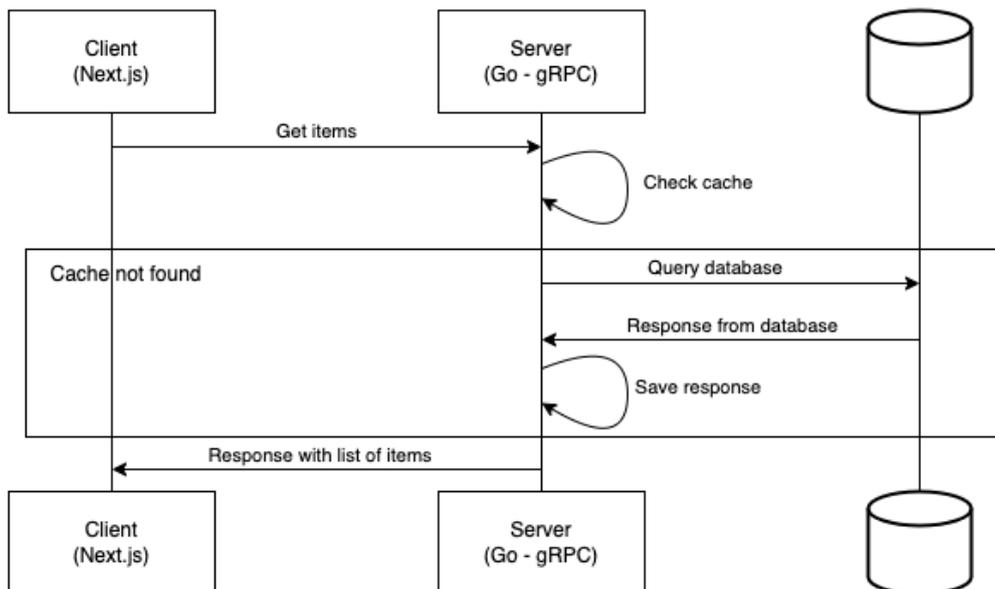 Client
(Next.js)
Server
(Go - gRPC)
Get items
Check cache
Cache not found
Query database
Response from database
Save response
Response with list of items
Client
(Next.js)
Server
(Go - gRPC)